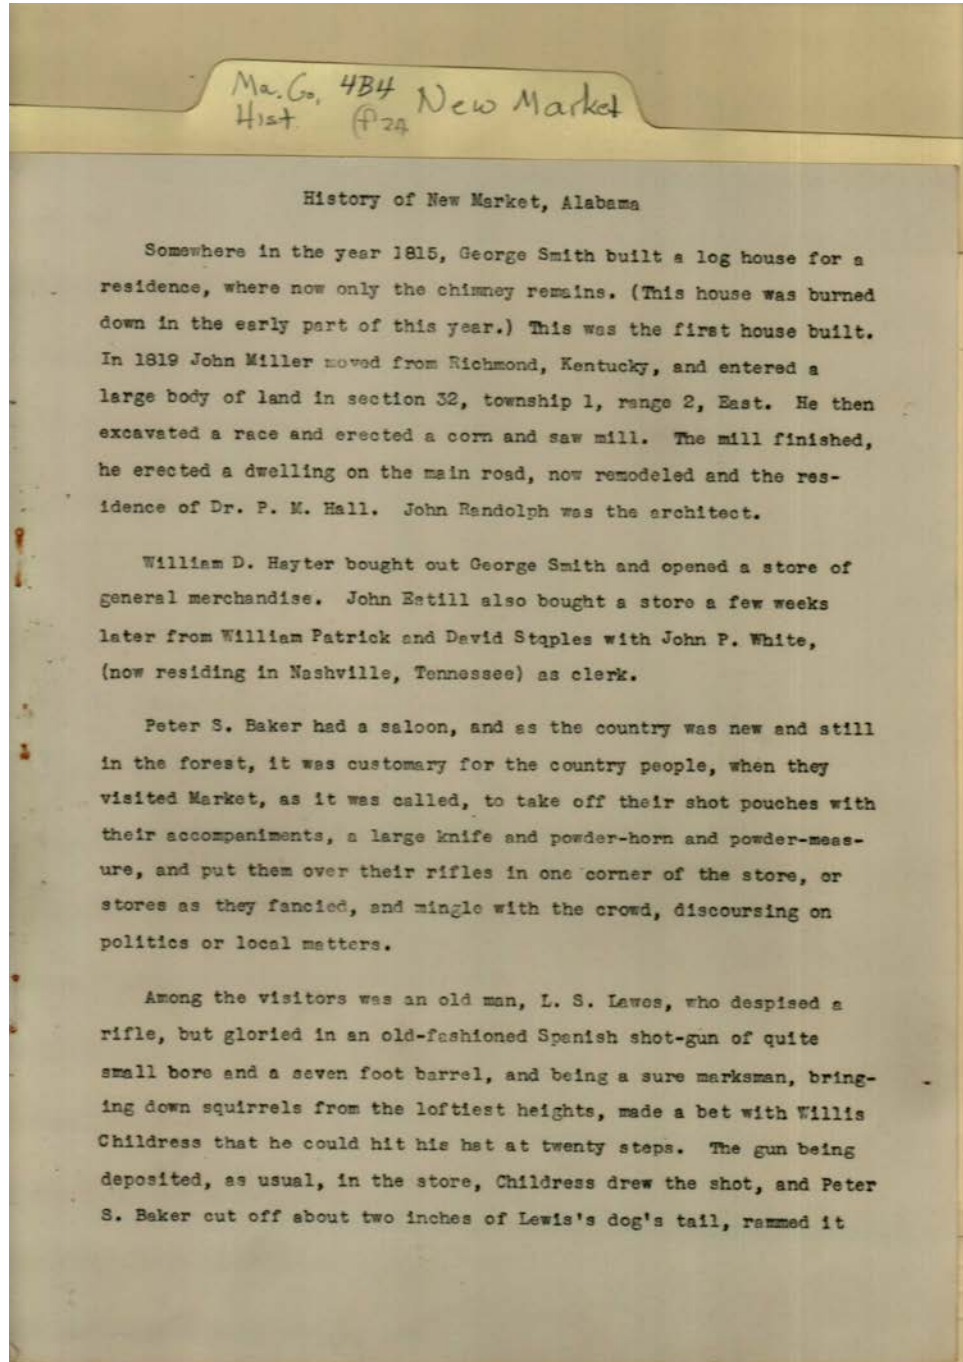 Ma. Co. 4B4 New Market
Hist f24
History of New Market, Alabama
Somewhere in the year 1815, George Smith built a log house for a
residence, where now only the chimney remains. (This house was burned
down in the early part of this year.) This was the first house built.
In 1819 John Miller moved from Richmond, Kentucky, and entered a
large body of land in section 32, township 1, range 2, East. He then
excavated a race and erected a corn and saw mill. The mill finished,
he erected a dwelling on the main road, now remodeled and the res-
idence of Dr. P. M. Hall. John Randolph was the architect.
William D. Hayter bought out George Smith and opened a store of
general merchandise. John Estill also bought a store a few weeks
later from William Patrick and David Stqples with John P. White,
(now residing in Nashville, Tennessee) as clerk.
Peter S. Baker had a saloon, and as the country was new and still
in the forest, it was customary for the country people, when they
visited Market, as it was called, to take off their shot pouches with
their accompaniments, a large knife and powder-horn and powder-meas-
ure, and put them over their rifles in one corner of the store, or
stores as they fancied, and mingle with the crowd, discoursing on
politics or local matters.
Among the visitors was an old man, L. S. Lewos, who despised a
rifle, but gloried in an old-fashioned Spanish shot-gun of quite
small bore and a seven foot barrel, and being a sure marksman, bring-
ing down squirrels from the loftiest heights, made a bet with Willis
Childress that he could hit his hat at twenty steps. The gun being
deposited, as usual, in the store, Childress drew the shot, and Peter
S. Baker cut off about two inches of Lewis's dog's tail, rammed it